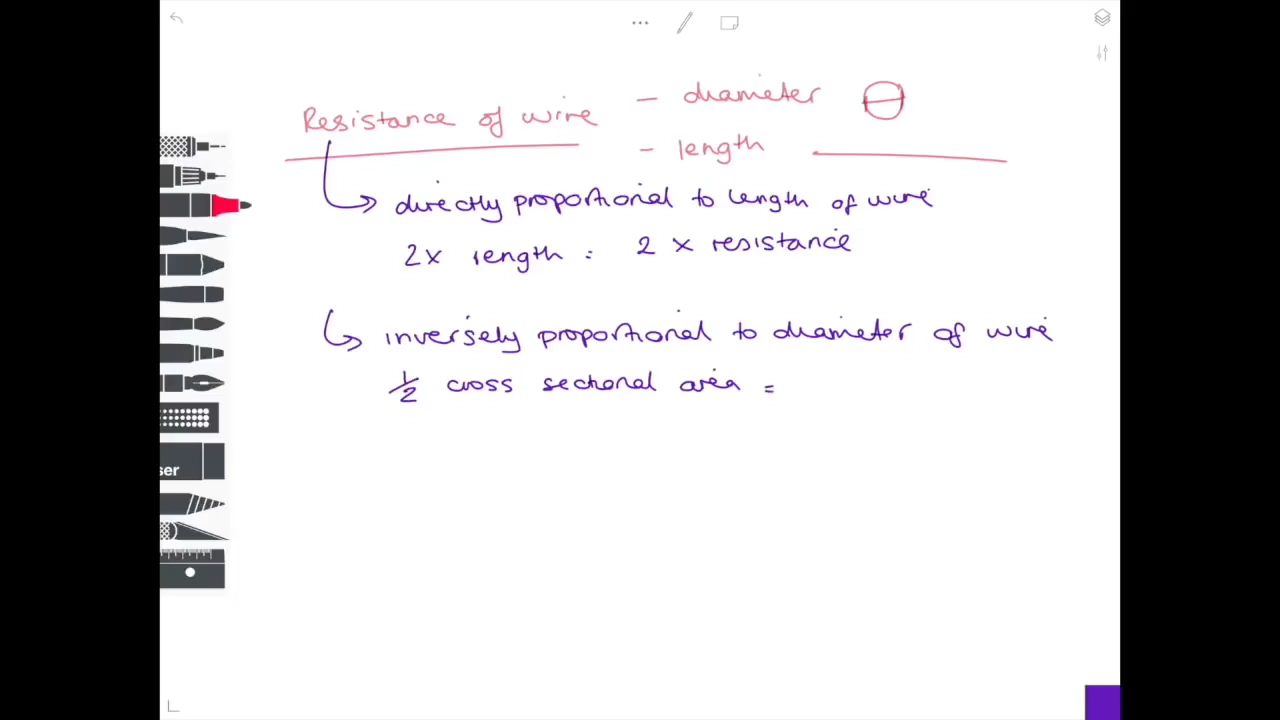 Resistance of wire
- diameter
- length
directly proportional to length of wire
2x length = 2 x resistance
inversely proportional to diameter of wire
1/2 cross sectional area =
ser